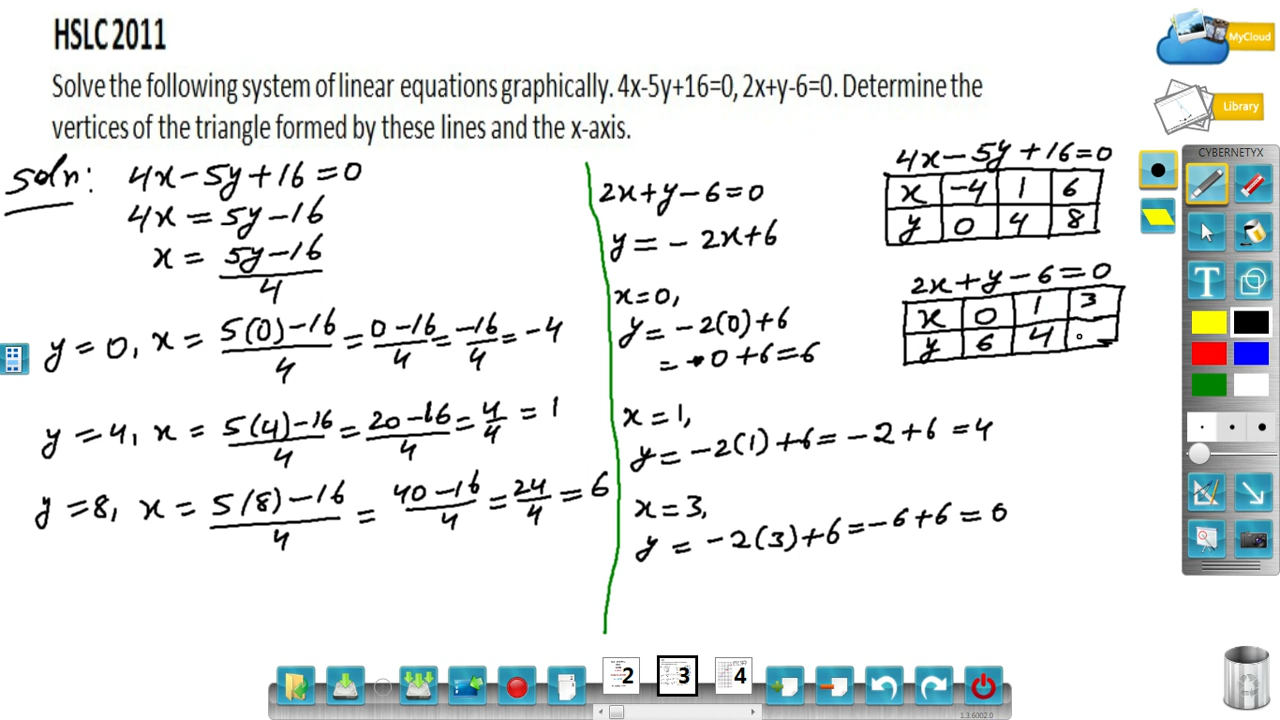 HSLC 2011
Solve the following system of linear equations graphically. 4x-5y+16=0, 2x+y-6=0. Determine the
vertices of the triangle formed by these lines and the x-axis.
Soln:
4x-5y+16=0
4x = 5y-16
x = 5y-16/4
y = 0, x = 5(0)-16/4 = 0-16/4 = -16/4 = -4
y = 4, x = 5(4)-16/4 = 20-16/4 = 4/4 = 1
y = 8, x = 5(8)-16/4 = 40-16/4 = 24/4 = 6
2x+y-6=0
y = -2x+6
x=0,
y = -2(0)+6
= 0+6=6
x=1,
y = -2(1)+6 = -2+6 = 4
x=3,
y = -2(3)+6 = -6+6 = 0
4x-5y+16=0
x -4 1 6
y 0 4 8
2x+y-6=0
x 0 1 3
y 6 4
MyCloud
Library
CYBERNETYX
T
2 3 4
1.3.6002.0